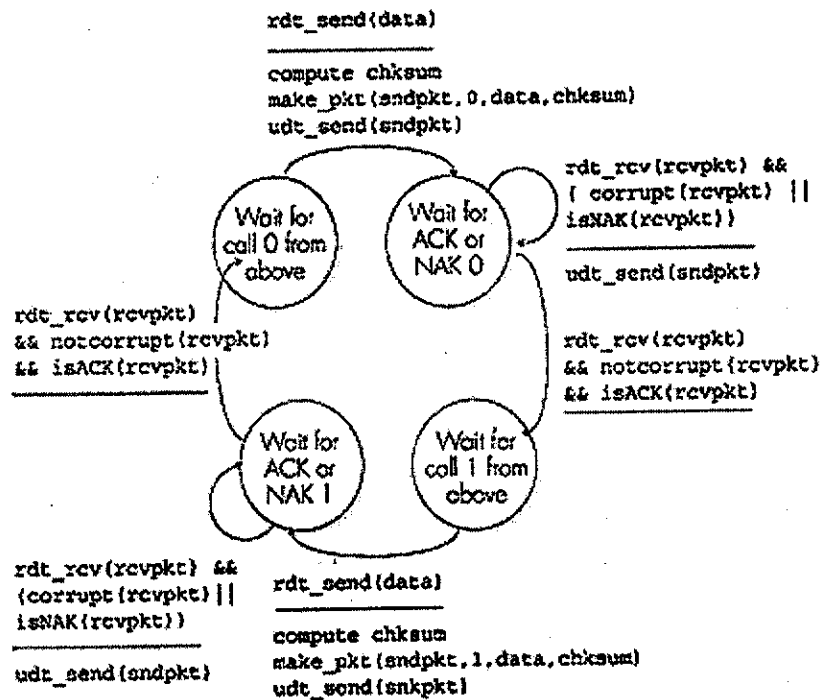 rdt_send(data)
compute chksum
make_pkt(sndpkt,0,data,chksum)
udt_send(sndpkt)
Wait for
call 0 from
above
Wait for
ACK or
NAK 0
rdt_rcv(rcvpkt) &&
( corrupt(rcvpkt) ||
isNAK(rcvpkt))
udt_send(sndpkt)
rdt_rcv(rcvpkt)
&& notcorrupt(rcvpkt)
&& isACK(rcvpkt)
rdt_rcv(rcvpkt)
&& notcorrupt(rcvpkt)
&& isACK(rcvpkt)
Wait for
ACK or
NAK 1
Wait for
call 1 from
above
rdt_rcv(rcvpkt) &&
(corrupt(rcvpkt)||
isNAK(rcvpkt))
udt_send(sndpkt)
rdt_send(data)
compute chksum
make_pkt(sndpkt,1,data,chksum)
udt_send(snkpkt)